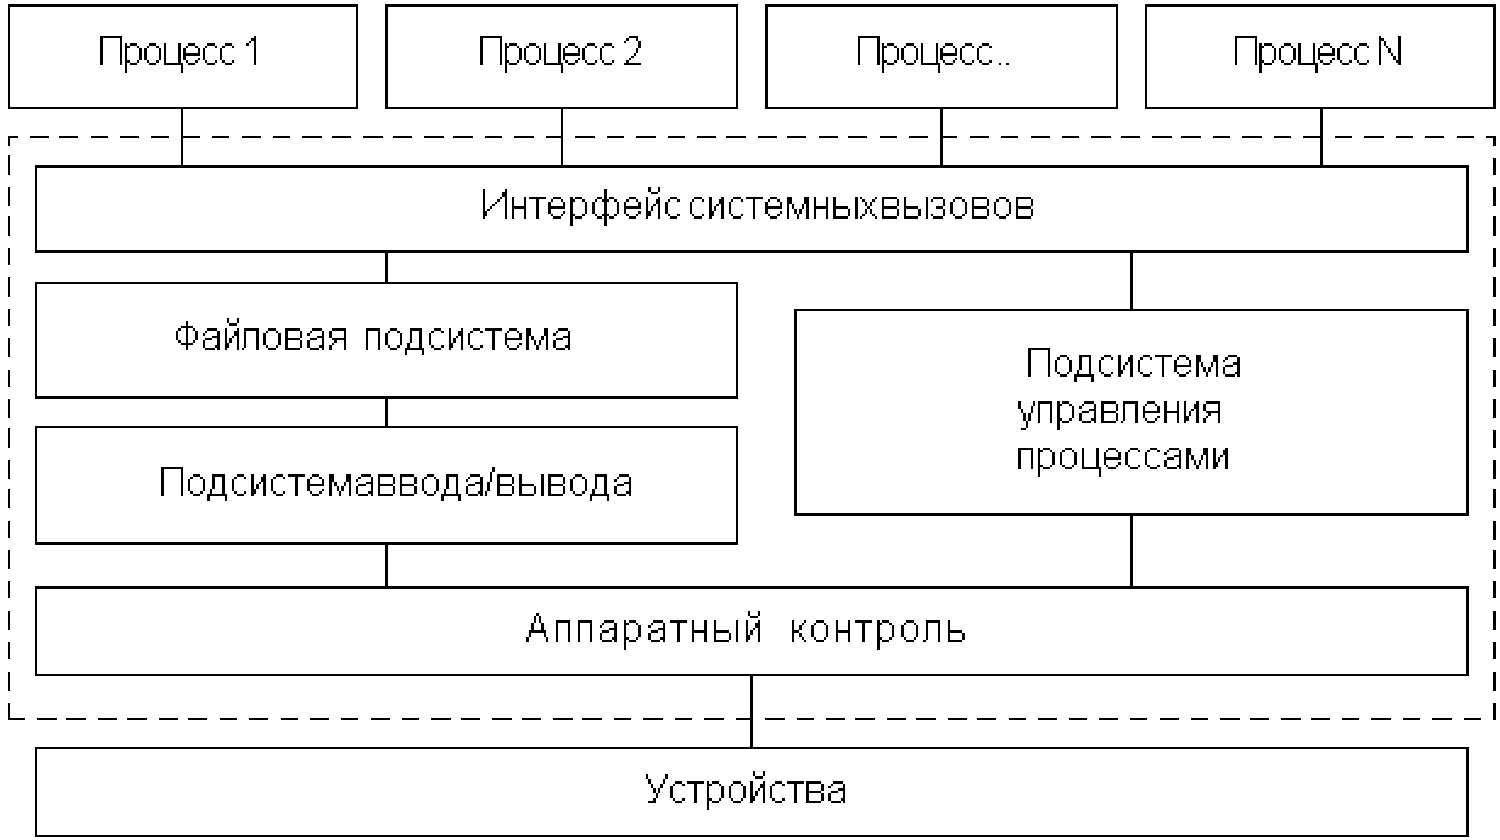 Процесс 1
Процесс 2
Процесс..
Процесс N
Интерфейс системныхвызовов
Файловая подсистема
Подсистема
управления
процессами
Подсистемаввода/вывода
Аппаратный контроль
Устройства